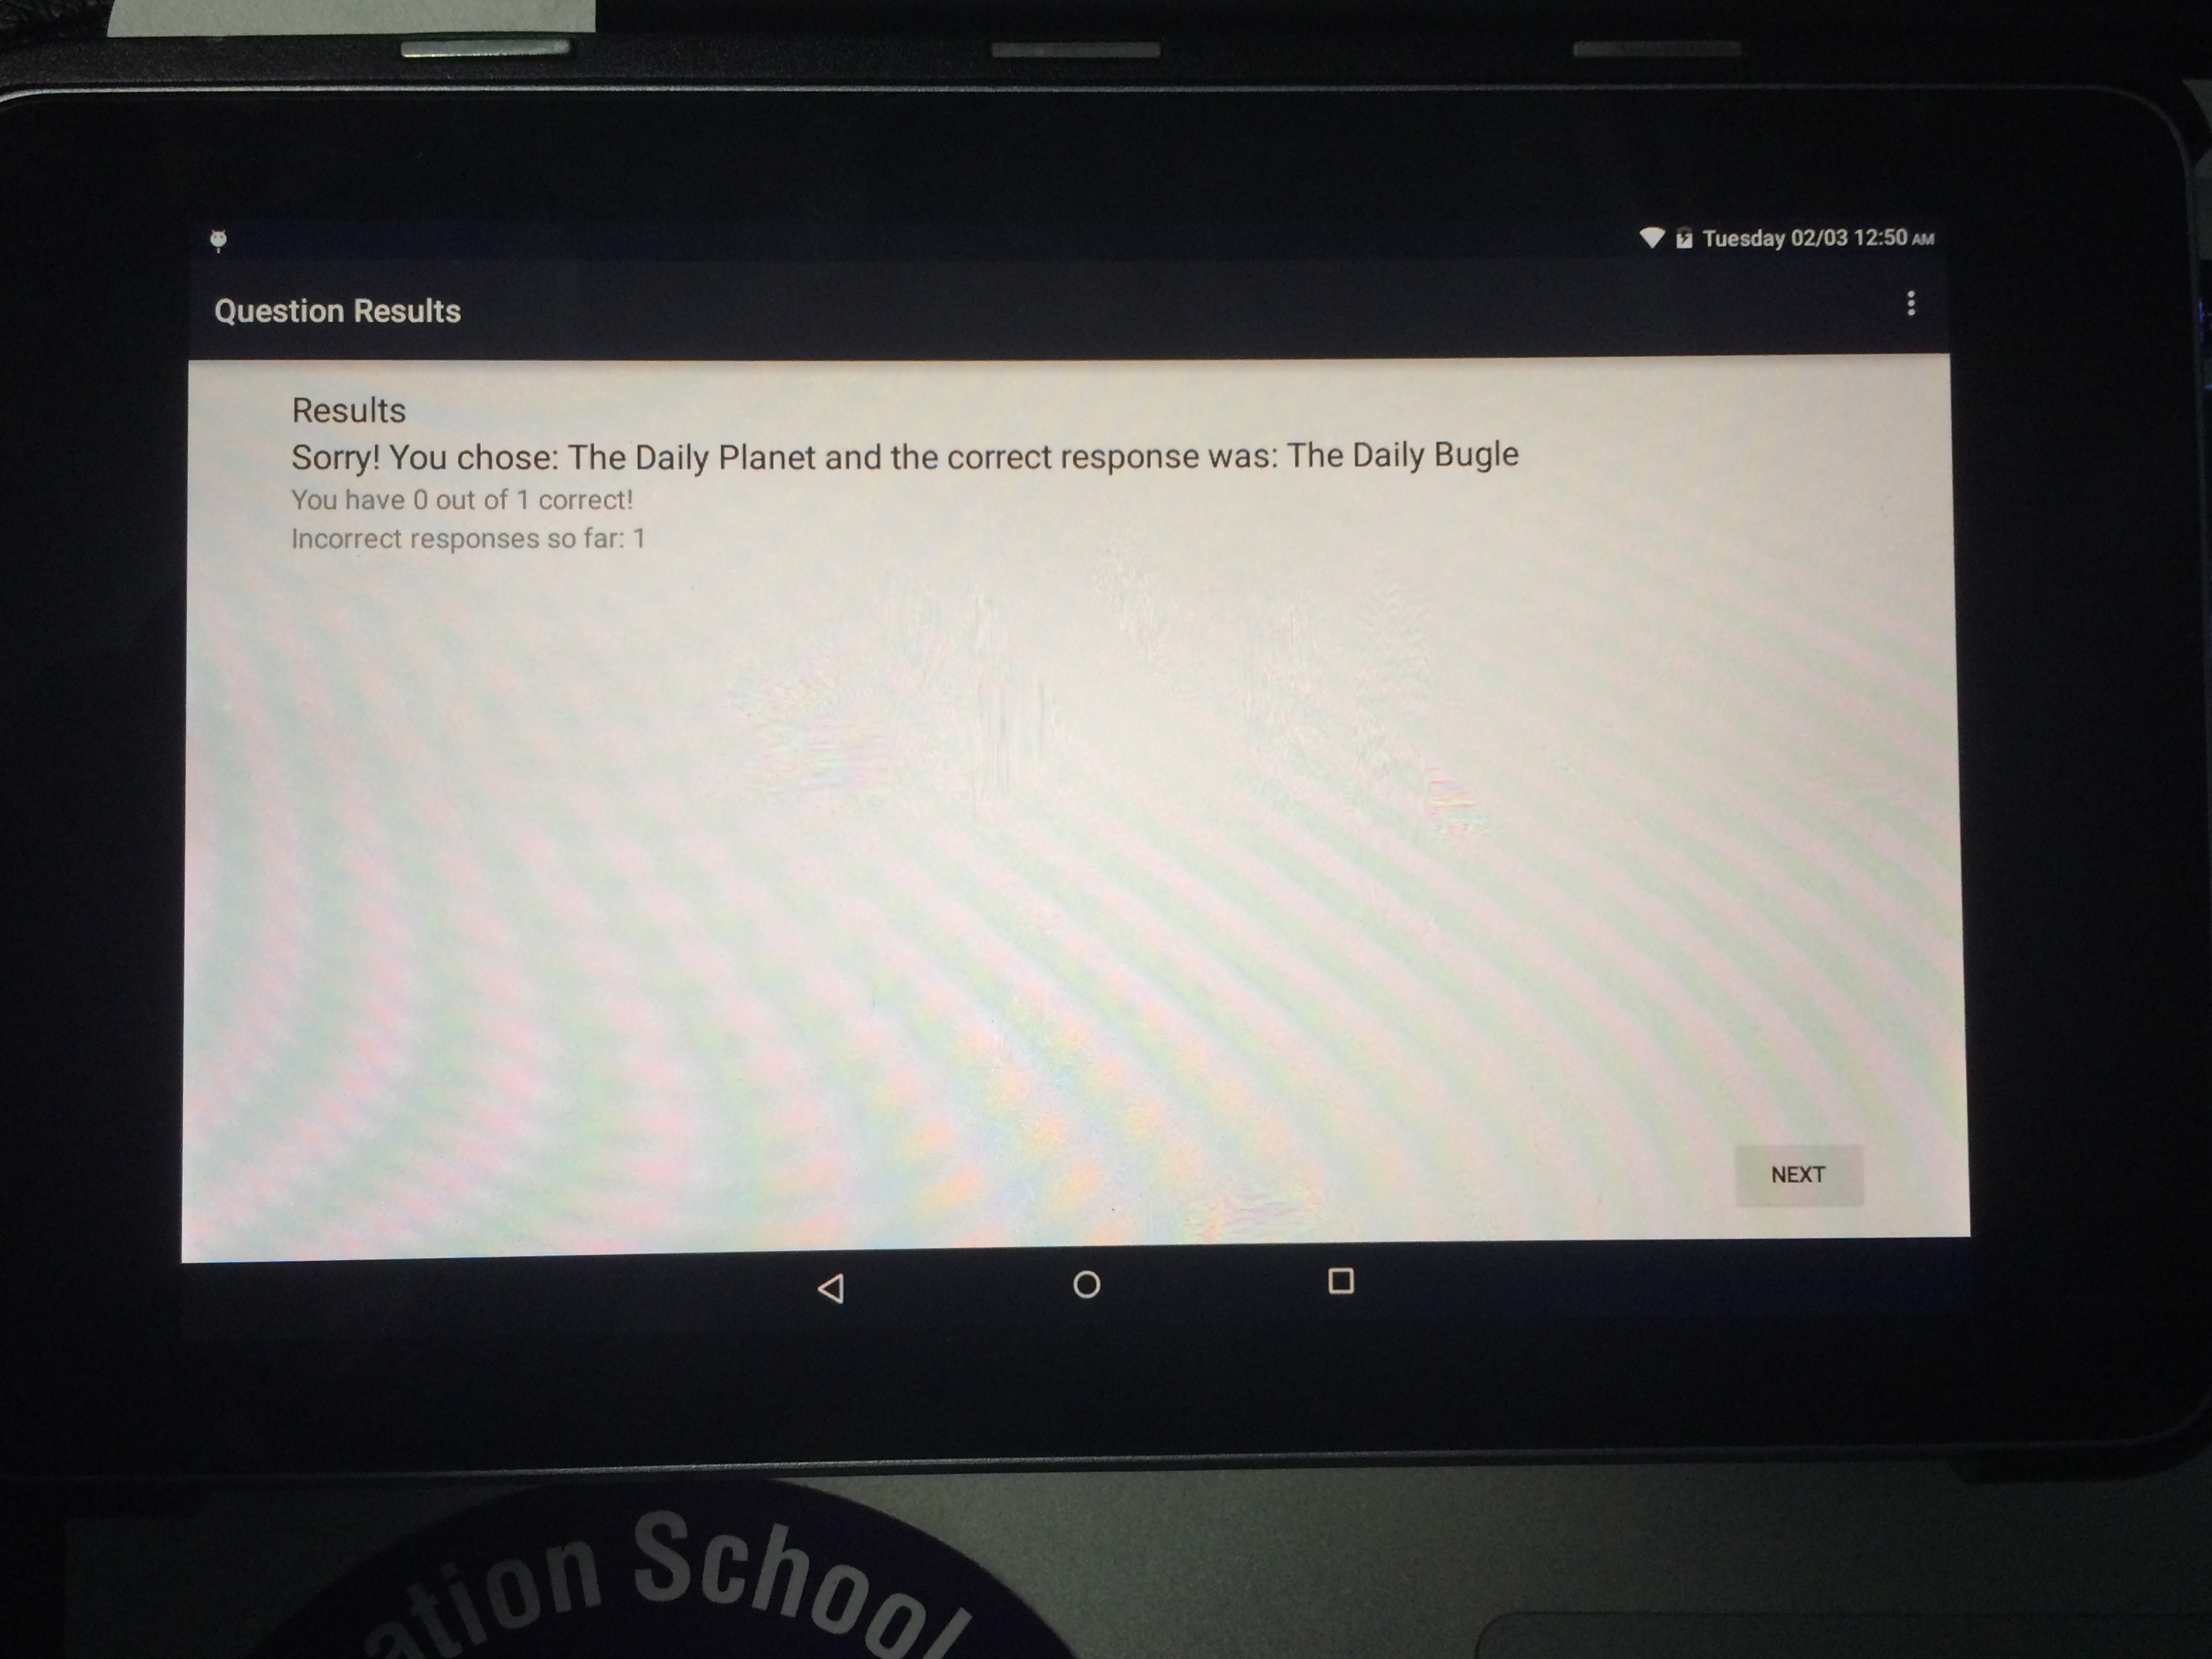 Tuesday 02/03 12:50 AM
Question Results
Results
Sorry! You chose: The Daily Planet and the correct response was: The Daily Bugle
You have 0 out of 1 correct!
Incorrect responses so far: 1
NEXT
ation School